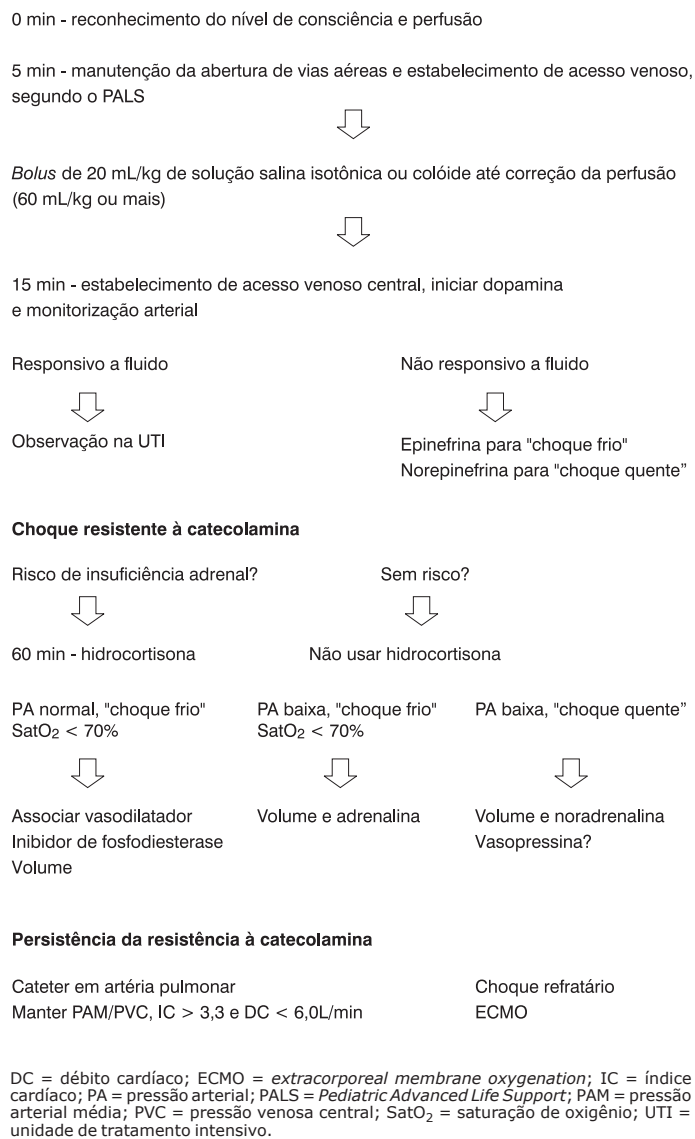 0 min - reconhecimento do nível de consciência e perfusão
5 min - manutenção da abertura de vias aéreas e estabelecimento de acesso venoso,
segundo o PALS
Bolus de 20 mL/kg de solução salina isotônica ou colóide até correção da perfusão
(60 mL/kg ou mais)
15 min - estabelecimento de acesso venoso central, iniciar dopamina
e monitorização arterial
Responsivo a fluido
Não responsivo a fluido
Observação na UTI
Epinefrina para "choque frio"
Norepinefrina para "choque quente”
Choque resistente à catecolamina
Risco de insuficiência adrenal?
Sem risco?
60 min - hidrocortisona
Não usar hidrocortisona
PA normal, "choque frio"
SatO2 < 70%
PA baixa, "choque frio"
SatO2 < 70%
PA baixa, "choque quente”
Associar vasodilatador
Inibidor de fosfodiesterase
Volume
Volume e adrenalina
Volume e noradrenalina
Vasopressina?
Persistência da resistência à catecolamina
Cateter em artéria pulmonar
Manter PAM/PVC, IC > 3,3 e DC < 6,0L/min
Choque refratário
ECMO
DC = débito cardíaco; ECMO = extracorporeal membrane oxygenation; IC = índice
cardíaco; PA = pressão arterial; PALS = Pediatric Advanced Life Support; PAM = pressão
arterial média; PVC = pressão venosa central; SatO2 = saturação de oxigênio; UTI =
unidade de tratamento intensivo.